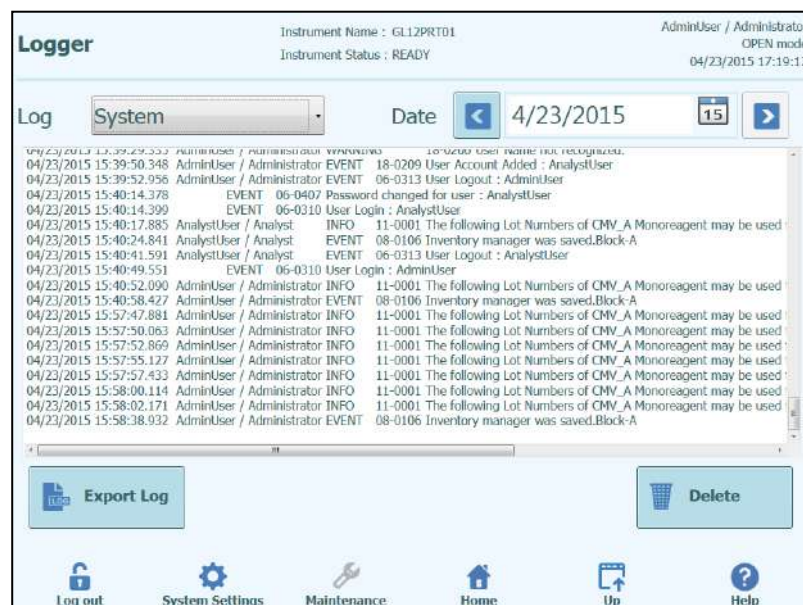 Logger
Instrument Name : GL12PRT01
Instrument Status : READY
AdminUser / Administrato
OPEN mode
04/23/2015 17:19:1
Log
System
Date
4/23/2015
15
04/23/2015 15:39:29.335 AdminUser / Administrator WARNING 18-0206 User Name not recognized.
04/23/2015 15:39:50.348 AdminUser / Administrator EVENT 18-0209 User Account Added : AnalystUser
04/23/2015 15:39:52.956 AdminUser / Administrator EVENT 06-0313 User Logout : AdminUser
04/23/2015 15:40:14.378 EVENT 06-0407 Password changed for user : AnalystUser
04/23/2015 15:40:14.399 EVENT 06-0310 User Login : AnalystUser
04/23/2015 15:40:17.885 AnalystUser / Analyst INFO 11-0001 The following Lot Numbers of CMV_A Monoreagent may be used
04/23/2015 15:40:24.841 AnalystUser / Analyst EVENT 08-0106 Inventory manager was saved.Block-A
04/23/2015 15:40:41.591 AnalystUser / Analyst EVENT 06-0313 User Logout : AnalystUser
04/23/2015 15:40:49.551 EVENT 06-0310 User Login : AdminUser
04/23/2015 15:40:52.090 AdminUser / Administrator INFO 11-0001 The following Lot Numbers of CMV_A Monoreagent may be used
04/23/2015 15:40:58.427 AdminUser / Administrator EVENT 08-0106 Inventory manager was saved.Block-A
04/23/2015 15:57:47.881 AdminUser / Administrator INFO 11-0001 The following Lot Numbers of CMV_A Monoreagent may be used
04/23/2015 15:57:50.063 AdminUser / Administrator INFO 11-0001 The following Lot Numbers of CMV_A Monoreagent may be used
04/23/2015 15:57:52.869 AdminUser / Administrator INFO 11-0001 The following Lot Numbers of CMV_A Monoreagent may be used
04/23/2015 15:57:55.127 AdminUser / Administrator INFO 11-0001 The following Lot Numbers of CMV_A Monoreagent may be used
04/23/2015 15:57:57.433 AdminUser / Administrator INFO 11-0001 The following Lot Numbers of CMV_A Monoreagent may be used
04/23/2015 15:58:00.114 AdminUser / Administrator INFO 11-0001 The following Lot Numbers of CMV_A Monoreagent may be used
04/23/2015 15:58:02.171 AdminUser / Administrator INFO 11-0001 The following Lot Numbers of CMV_A Monoreagent may be used
04/23/2015 15:58:38.932 AdminUser / Administrator EVENT 08-0106 Inventory manager was saved.Block-A
Export Log
Delete
Log out
System Settings
Maintenance
Home
Up
Help